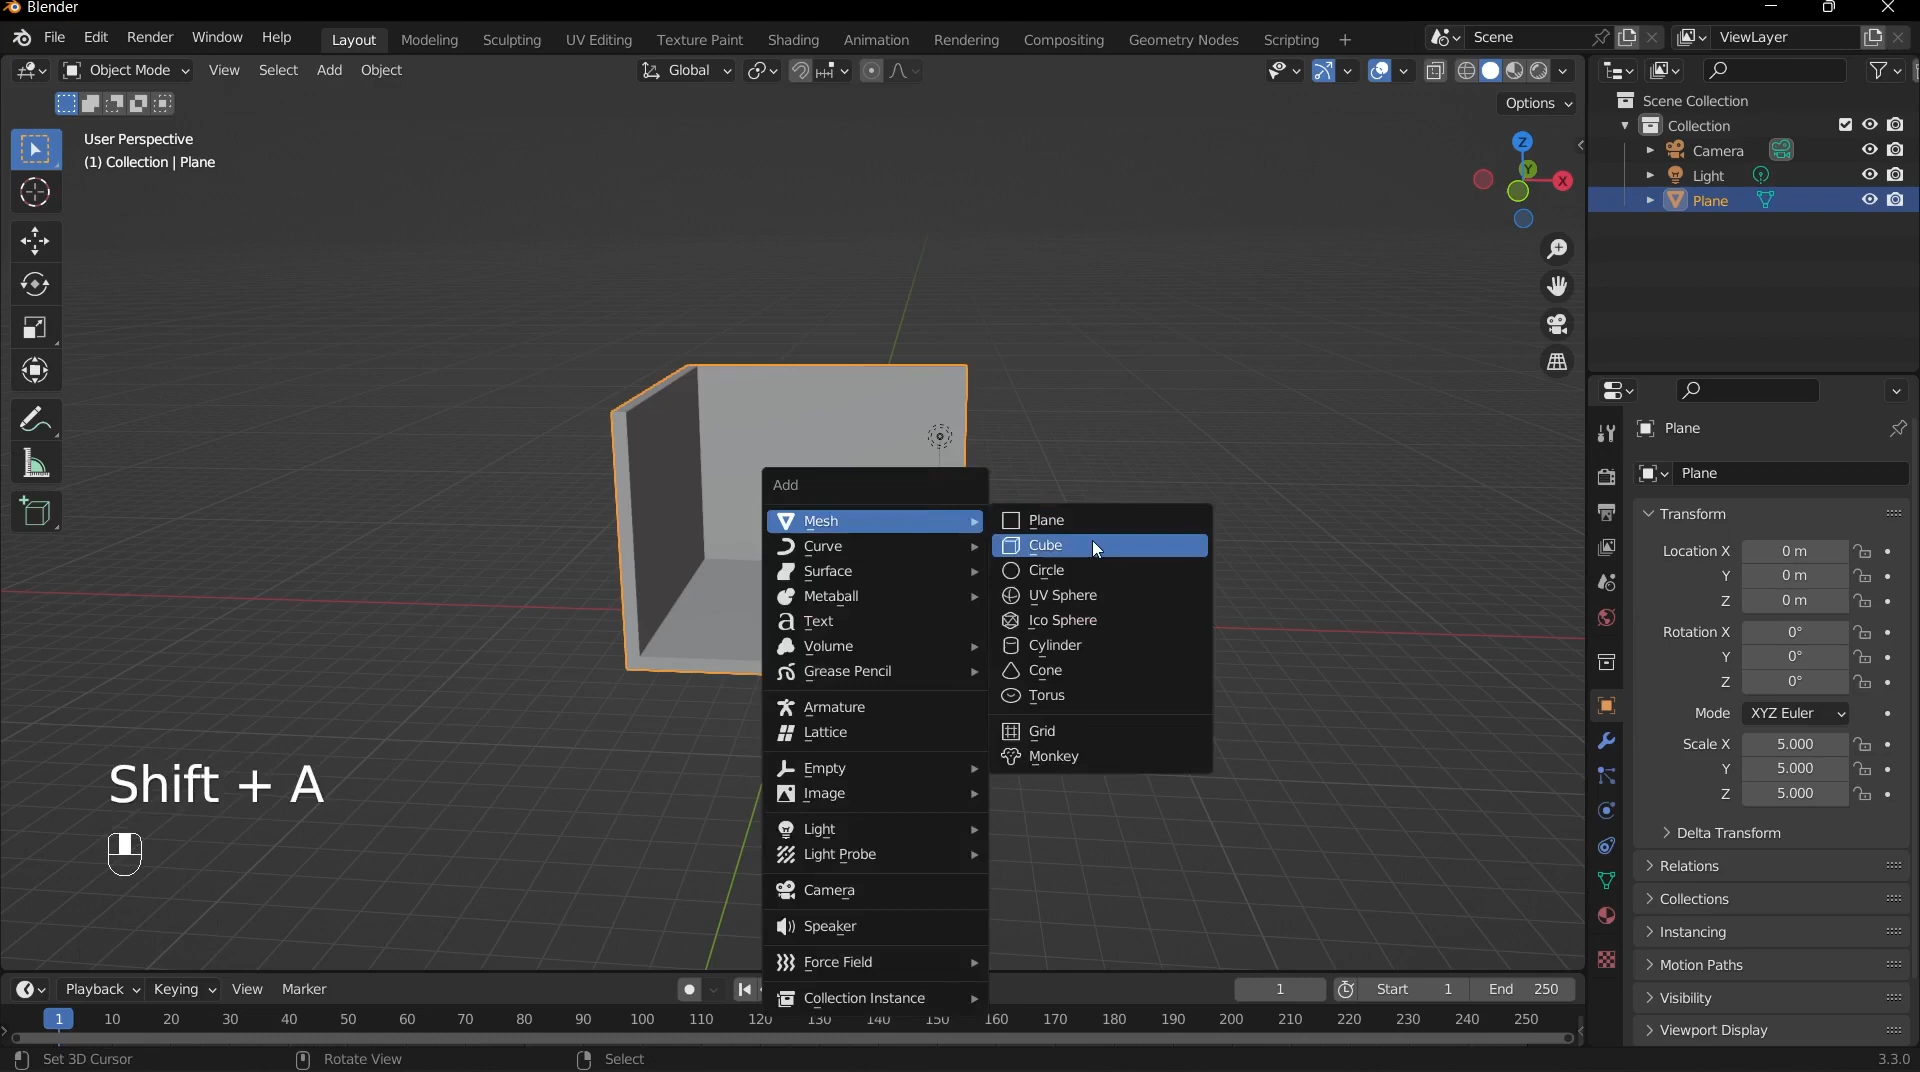 Blender
File Edit Render Window Help Layout Modeling Sculpting UV Editing Texture Paint Shading Animation Rendering Compositing Geometry Nodes Scripting + Scene ViewLayer
Object Mode View Select Add Object Global
Options
User Perspective
(1) Collection | Plane
Z
Y
X
Scene Collection
Collection
Camera
Light
Plane
Plane
Plane
Transform
Location X 0 m
Y 0 m
Z 0 m
Rotation X 0°
Y 0°
Z 0°
Mode XYZ Euler
Scale X 5.000
Y 5.000
Z 5.000
Delta Transform
Relations
Collections
Instancing
Motion Paths
Visibility
Viewport Display
Add
Mesh
Curve
Surface
Metaball
Text
Volume
Grease Pencil
Armature
Lattice
Empty
Image
Light
Light Probe
Camera
Speaker
Force Field
Collection Instance
Plane
Cube
Circle
UV Sphere
Ico Sphere
Cylinder
Cone
Torus
Grid
Monkey
Shift + A
Playback Keying View Marker 1 Start 1 End 250
1 10 20 30 40 50 60 70 80 90 100 110 120 130 140 150 160 170 180 190 200 210 220 230 240 250
Set 3D Cursor Rotate View Select 3.3.0